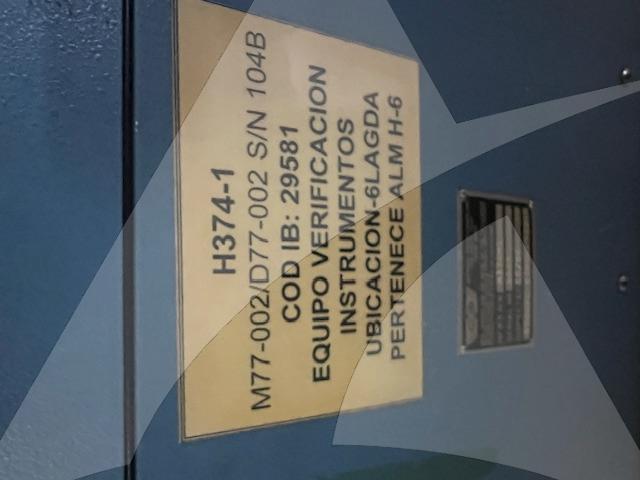 H374-1
M77-002/D77-002 S/N 104B
COD IB: 29581
EQUIPO VERIFICACION
INSTRUMENTOS
UBICACION-6LAGDA
PERTENECE ALM H-6